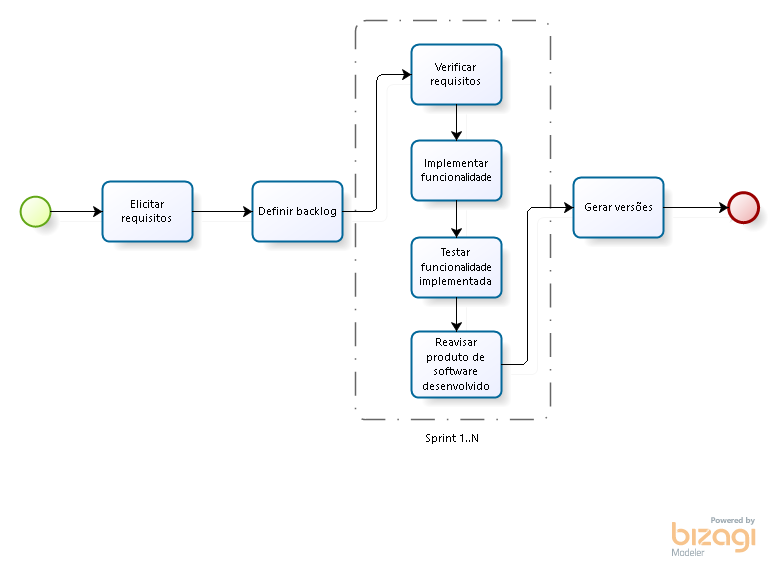 Elicitar
requisitos
Definir backlog
Verificar
requisitos
Implementar
funcionalidade
Testar
funcionalidade
implementada
Reavisar
produto de
software
desenvolvido
Sprint 1..N
Gerar versões
Powered by
bizagi
Modeler